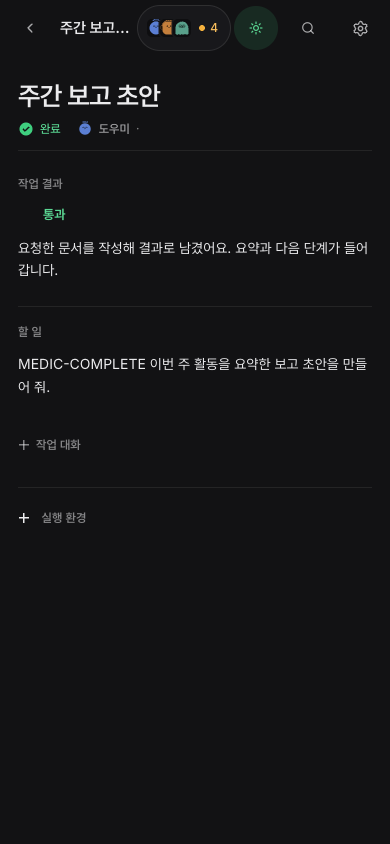 주간 보고...
4
주간 보고 초안
완료 도우미 ·
작업 결과
통과
요청한 문서를 작성해 결과로 남겼어요. 요약과 다음 단계가 들어
갑니다.
할 일
MEDIC-COMPLETE 이번 주 활동을 요약한 보고 초안을 만들
어 줘.
작업 대화
실행 환경